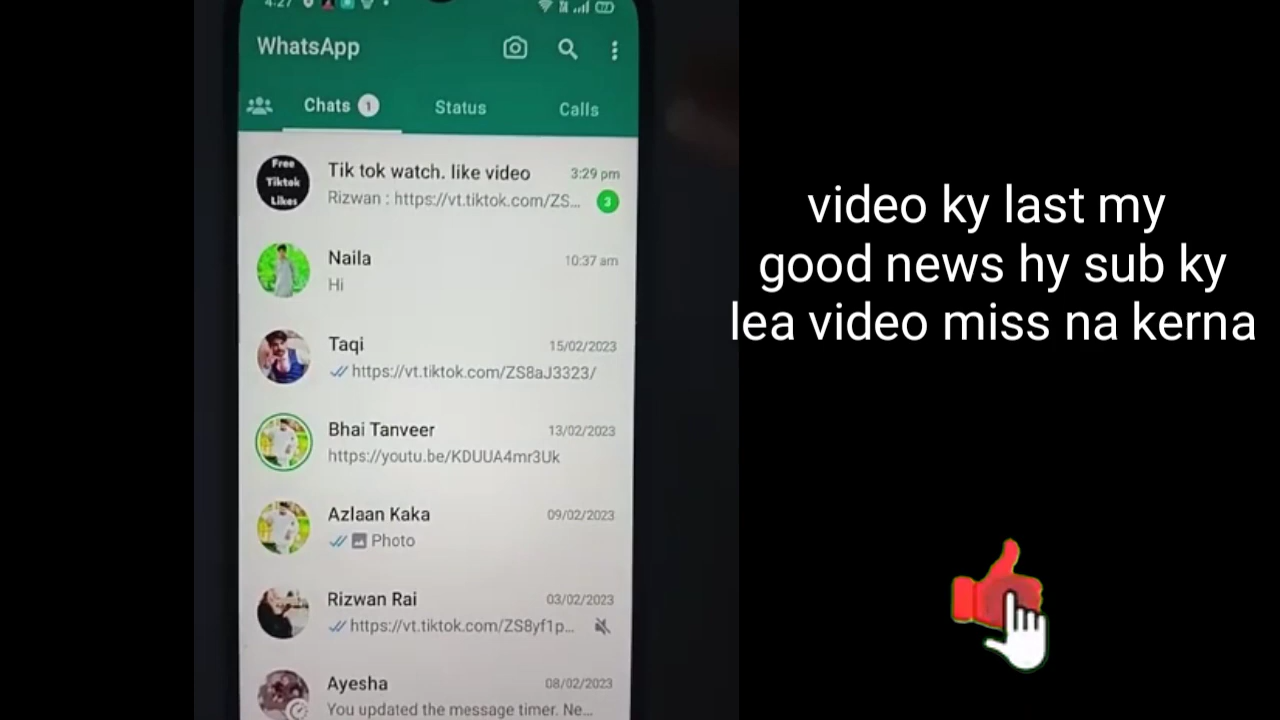 4:27
WhatsApp
Chats 1
Status
Calls
Free
Tiktok
Likes
Tik tok watch. like video
3:29 pm
Rizwan : https://vt.tiktok.com/ZS...
3
Naila
10:37 am
Hi
Taqi
15/02/2023
https://vt.tiktok.com/ZS8aJ3323/
Bhai Tanveer
13/02/2023
https://youtu.be/KDUUA4mr3Uk
Azlaan Kaka
09/02/2023
Photo
Rizwan Rai
03/02/2023
https://vt.tiktok.com/ZS8yf1p...
Ayesha
08/02/2023
You updated the message timer. Ne...
video ky last my
good news hy sub ky
lea video miss na kerna